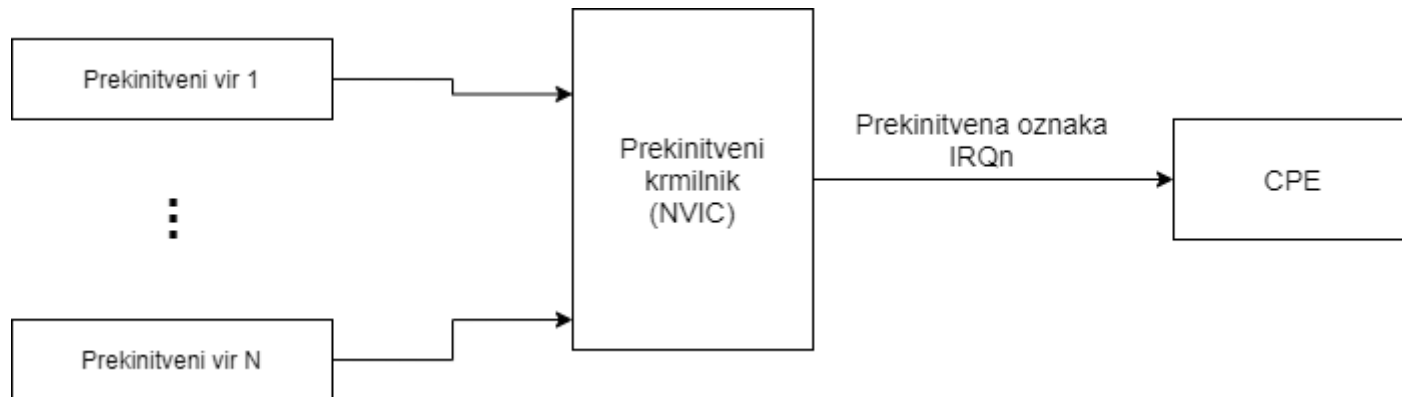 Prekinitveni vir 1
Prekinitveni
krmilnik
(NVIC)
Prekinitvena oznaka
IRQn
CPE
Prekinitveni vir N